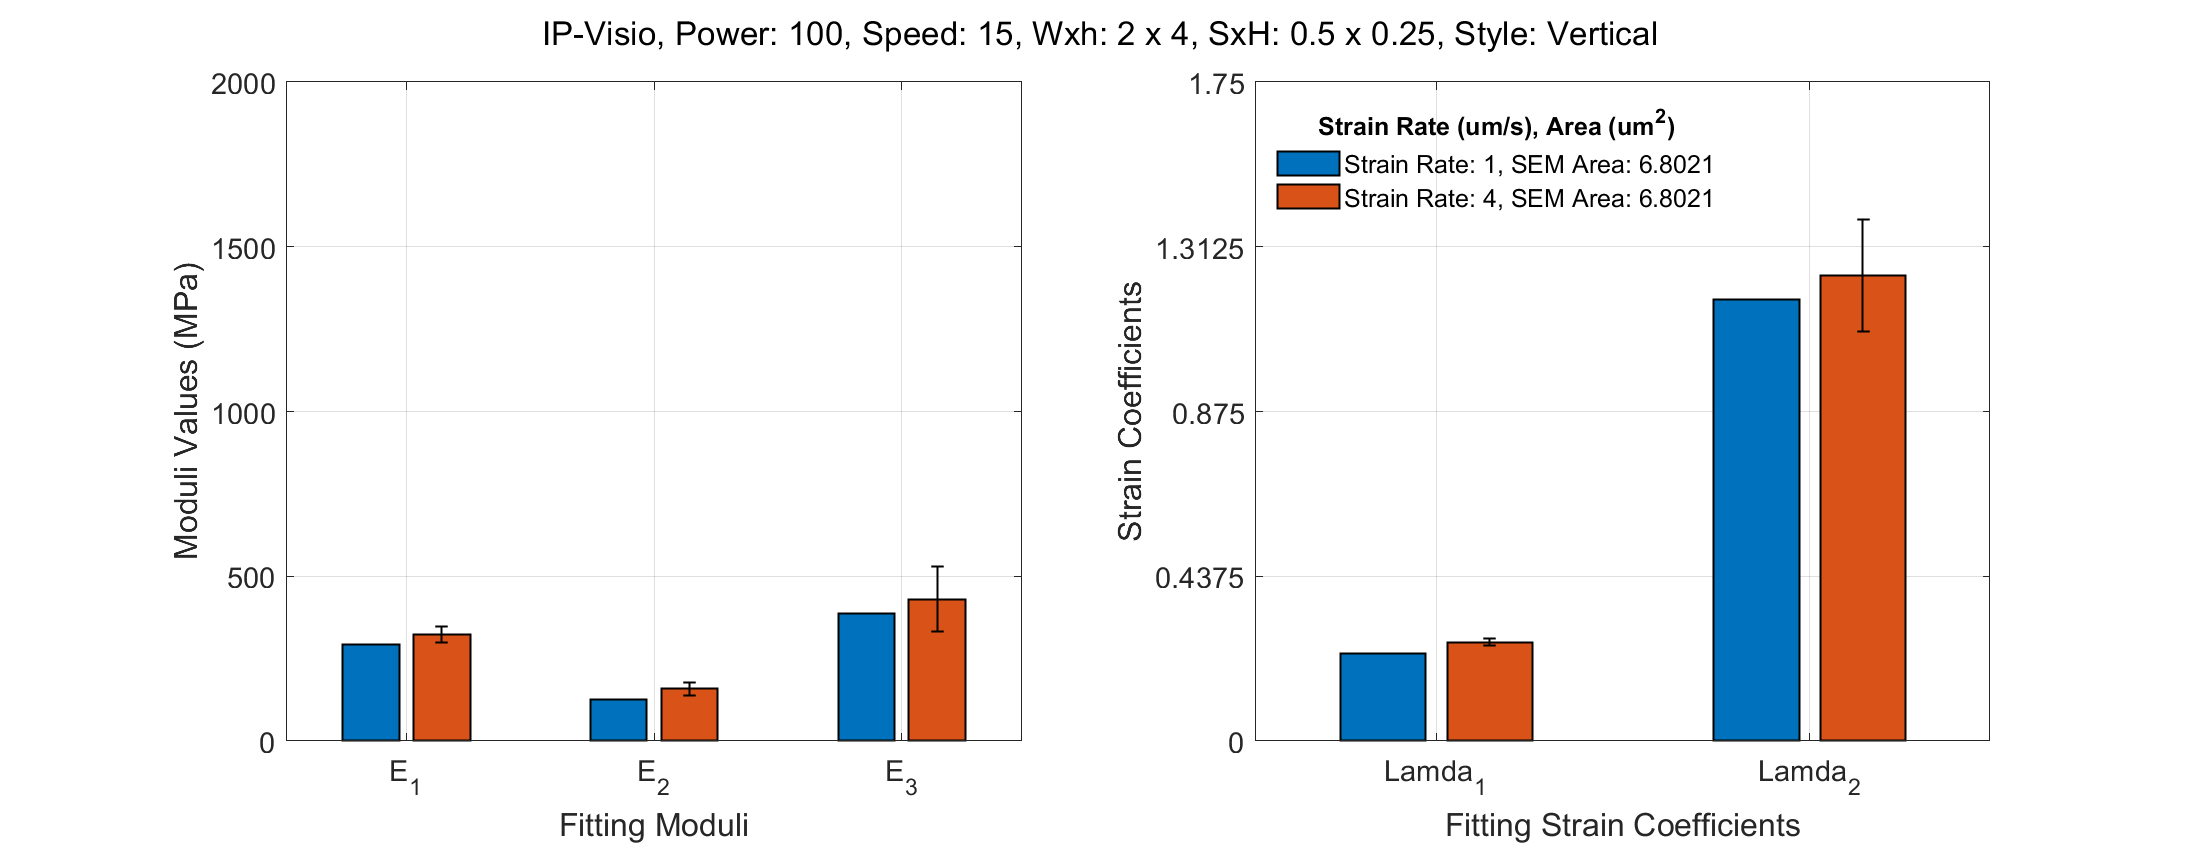 IP-Visio, Power: 100, Speed: 15, Wxh: 2 x 4, SxH: 0.5 x 0.25, Style: Vertical
2000
1500
1000
500
0
Moduli Values (MPa)
E1
E2
E3
Fitting Moduli
1.75
1.3125
0.875
0.4375
0
Strain Coefficients
Strain Rate (um/s), Area (um²)
Strain Rate: 1, SEM Area: 6.8021
Strain Rate: 4, SEM Area: 6.8021
Lamda1
Lamda2
Fitting Strain Coefficients